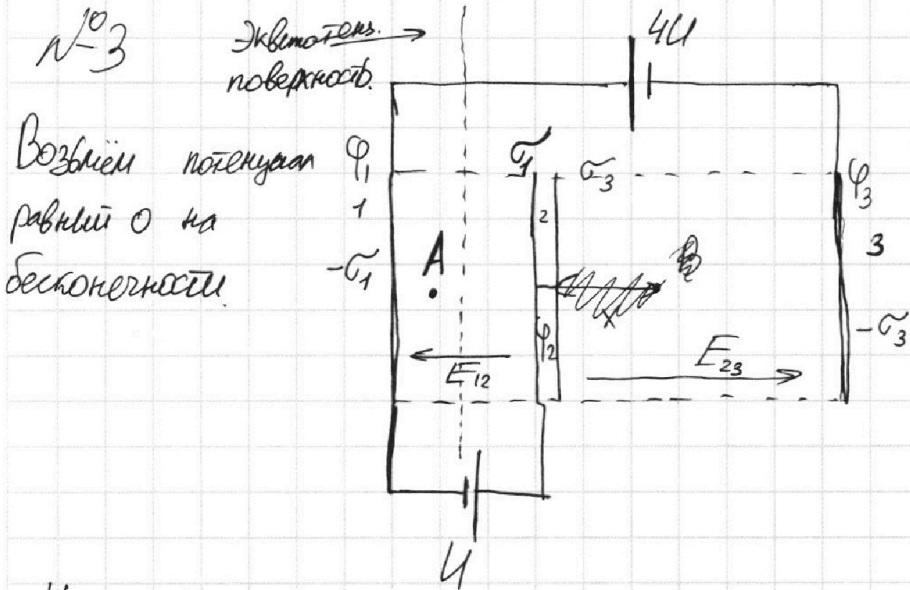 №3
Эквипотенц.
поверхность.
4U
Возьмём потенциал
равный 0 на
бесконечности
φ₁
1
-σ₁
A
σ₁
σ₃
2
φ₂
x
φ₃
3
-σ₃
E₁₂
E₂₃
U